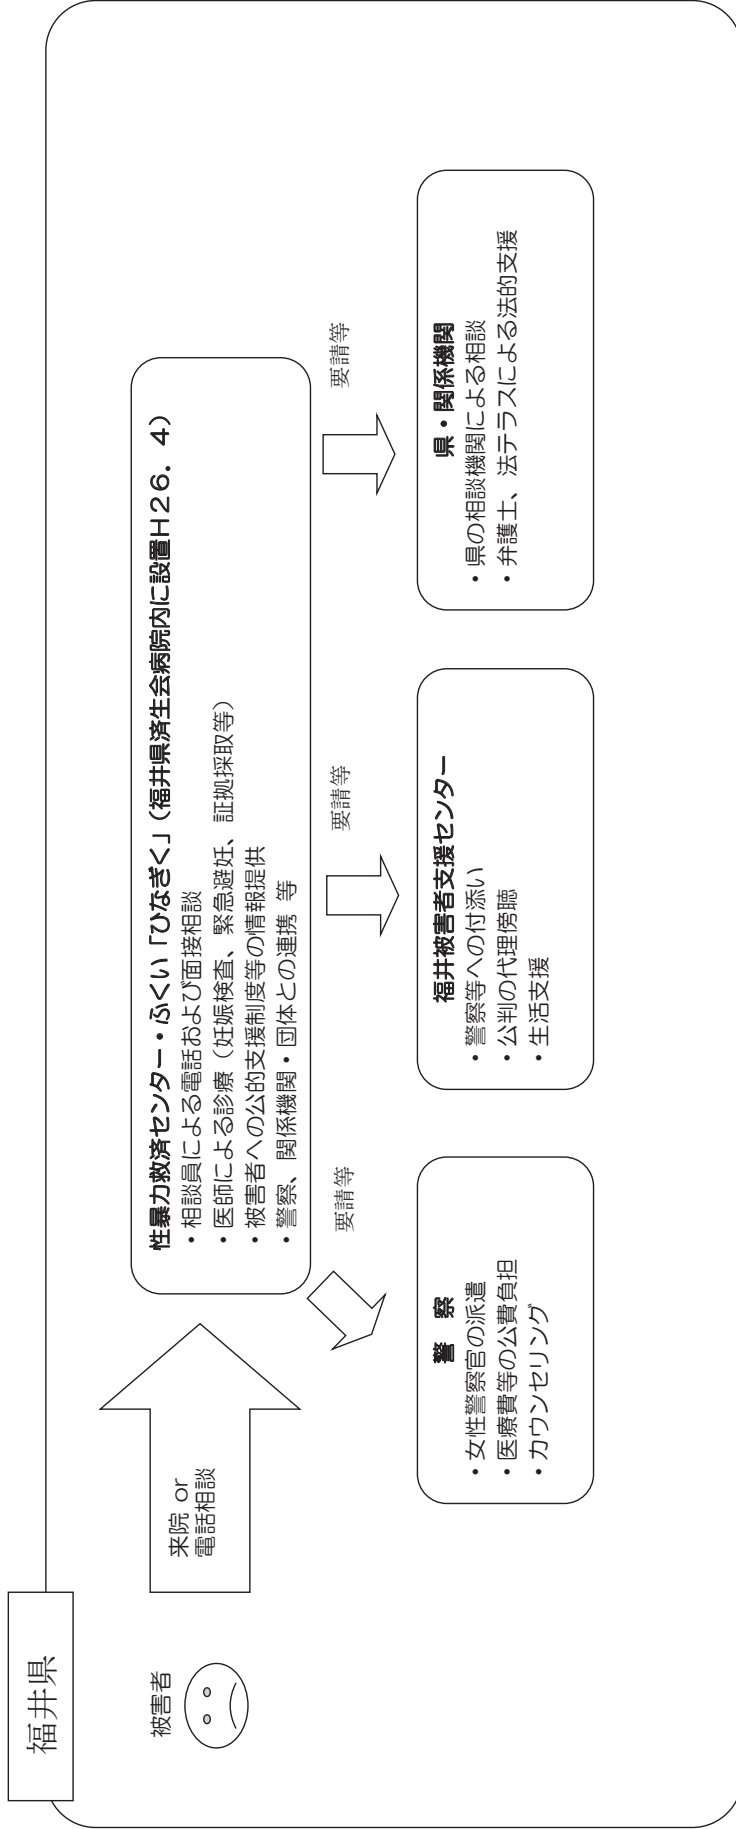 福井県
被害者
来院 or
電話相談
性暴力救済センター・ふくい「ひなぎく」（福井県済生会病院内に設置H26．4）
・相談員による電話および面接相談
・医師による診療（妊娠検査、緊急避妊、証拠採取等）
・被害者への公的支援制度等の情報提供
・警察、関係機関・団体との連携 等
要請等
要請等
要請等
警 察
・女性警察官の派遣
・医療費等の公費負担
・カウンセリング
福井被害者支援センター
・警察等への付添い
・公判の代理傍聴
・生活支援
県・関係機関
・県の相談機関による相談
・弁護士、法テラスによる法的支援